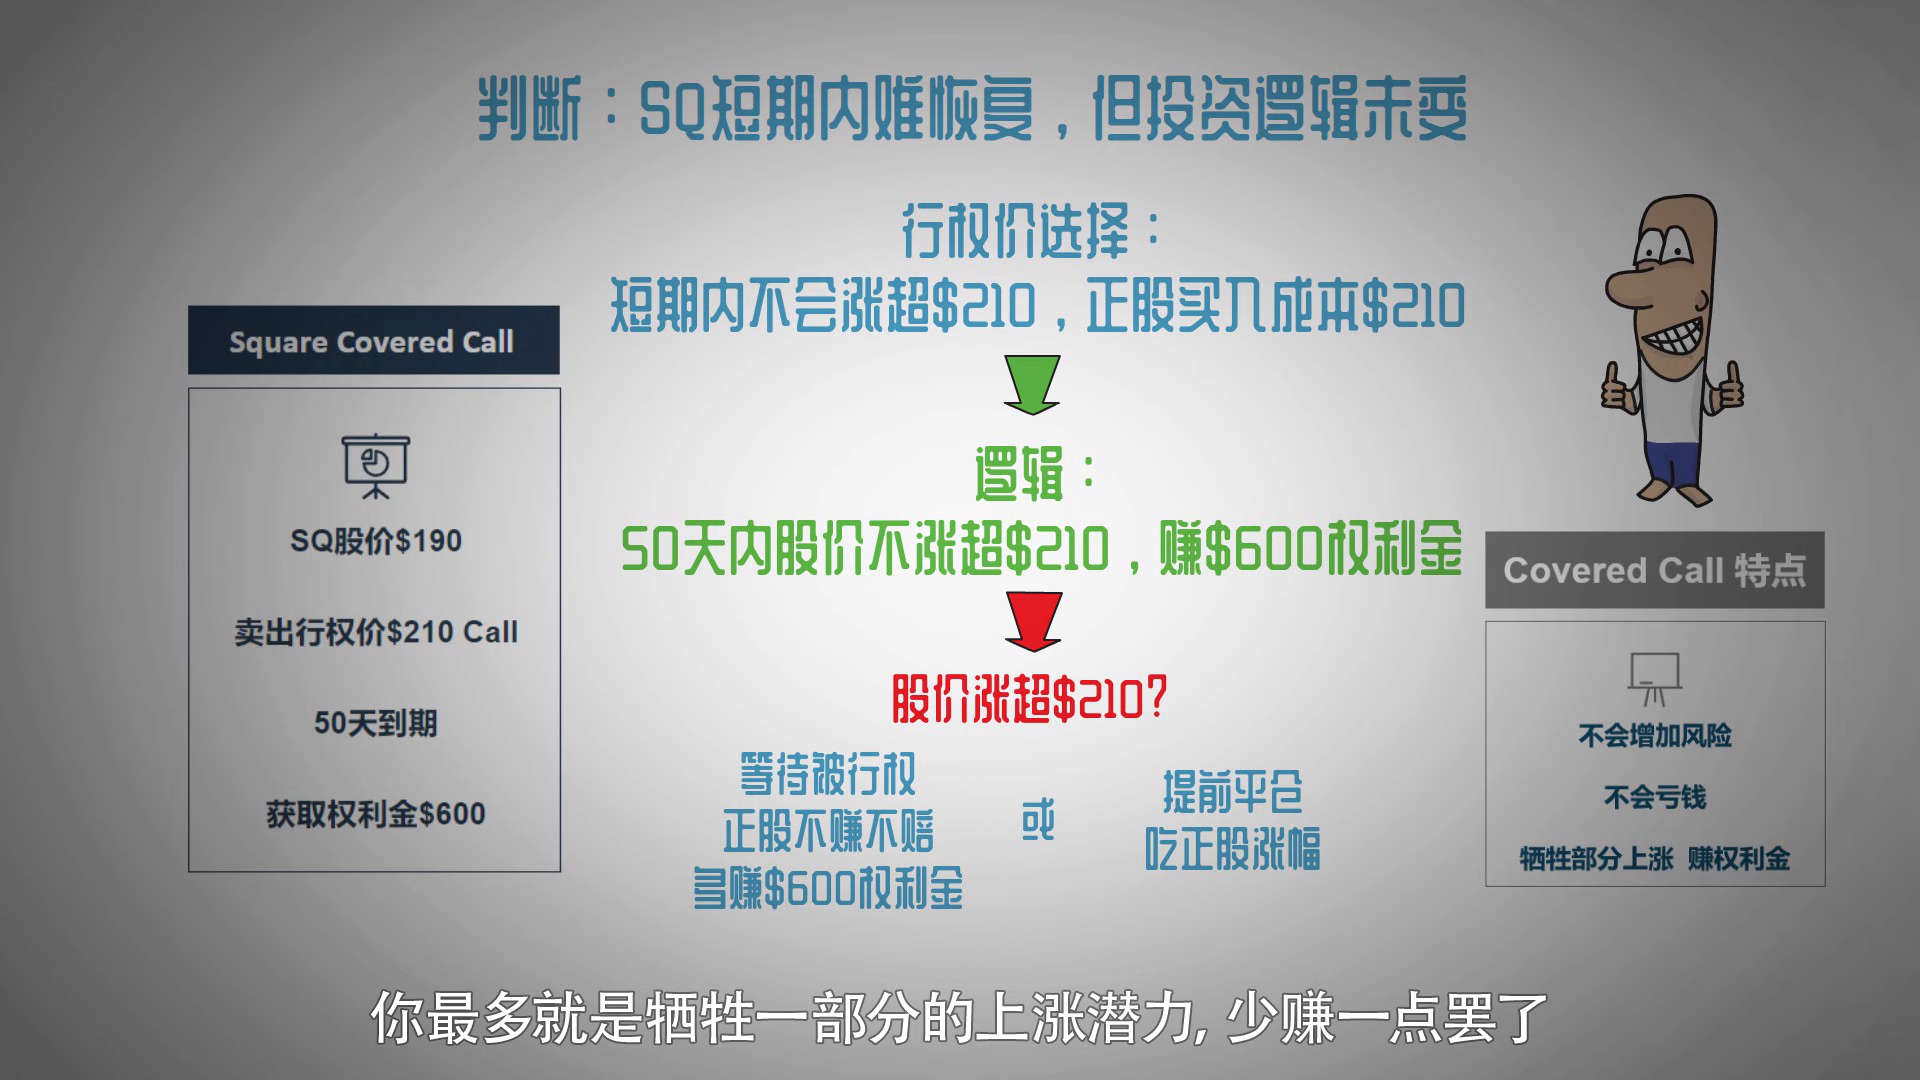 判断：SQ短期内难恢复，但投资逻辑未变
行权价选择：
短期内不会涨超$210，正股买入成本$210
逻辑：
50天内股价不涨超$210，赚$600权利金
股价涨超$210?
等待被行权
正股不赚不赔
多赚$600权利金
或
提前平仓
吃正股涨幅
Square Covered Call
SQ股价$190
卖出行权价$210 Call
50天到期
获取权利金$600
Covered Call 特点
不会增加风险
不会亏钱
牺牲部分上涨 赚权利金
你最多就是牺牲一部分的上涨潜力, 少赚一点罢了